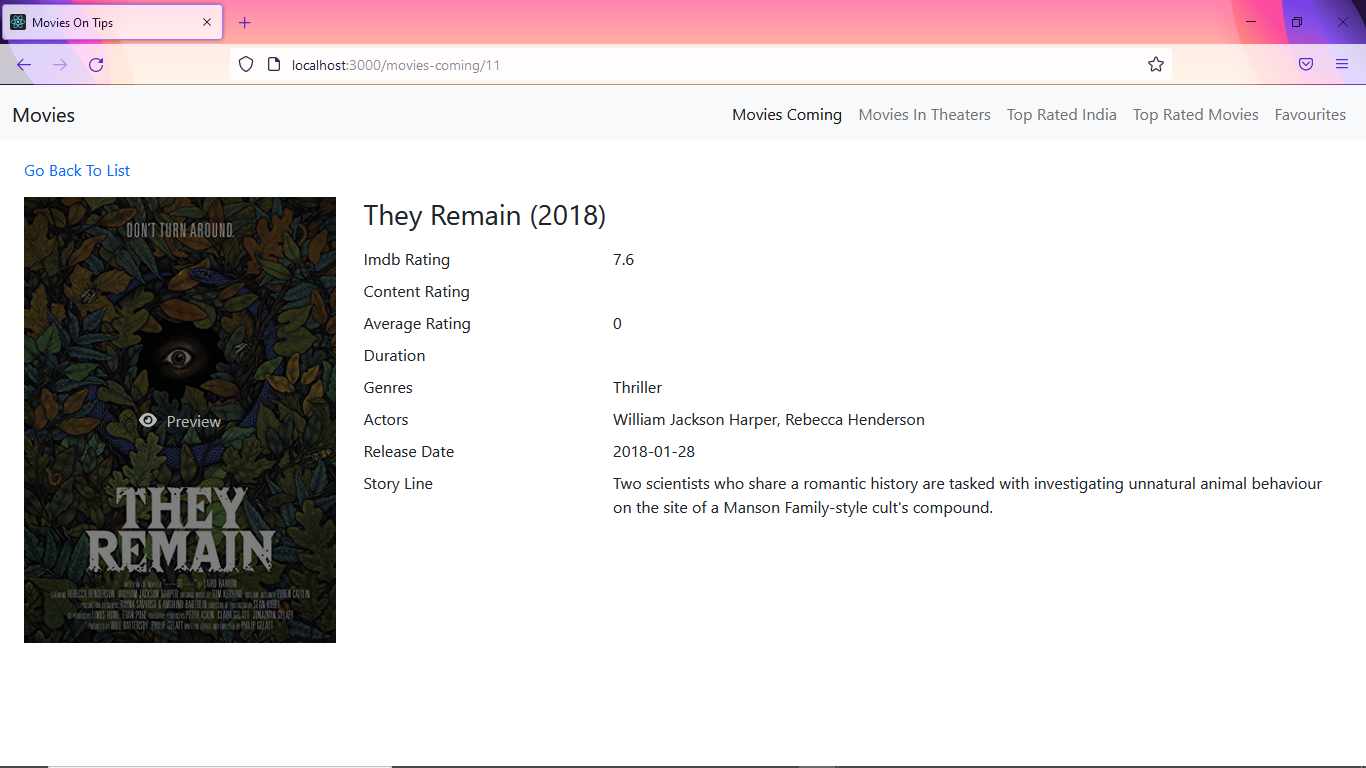 Movies On Tips
localhost:3000/movies-coming/11
Movies
Movies Coming Movies In Theaters Top Rated India Top Rated Movies Favourites
Go Back To List
DON'T TURN AROUND.
Preview
THEY
REMAIN
They Remain (2018)
Imdb Rating 7.6
Content Rating
Average Rating 0
Duration
Genres Thriller
Actors William Jackson Harper, Rebecca Henderson
Release Date 2018-01-28
Story Line Two scientists who share a romantic history are tasked with investigating unnatural animal behaviour
on the site of a Manson Family-style cult's compound.